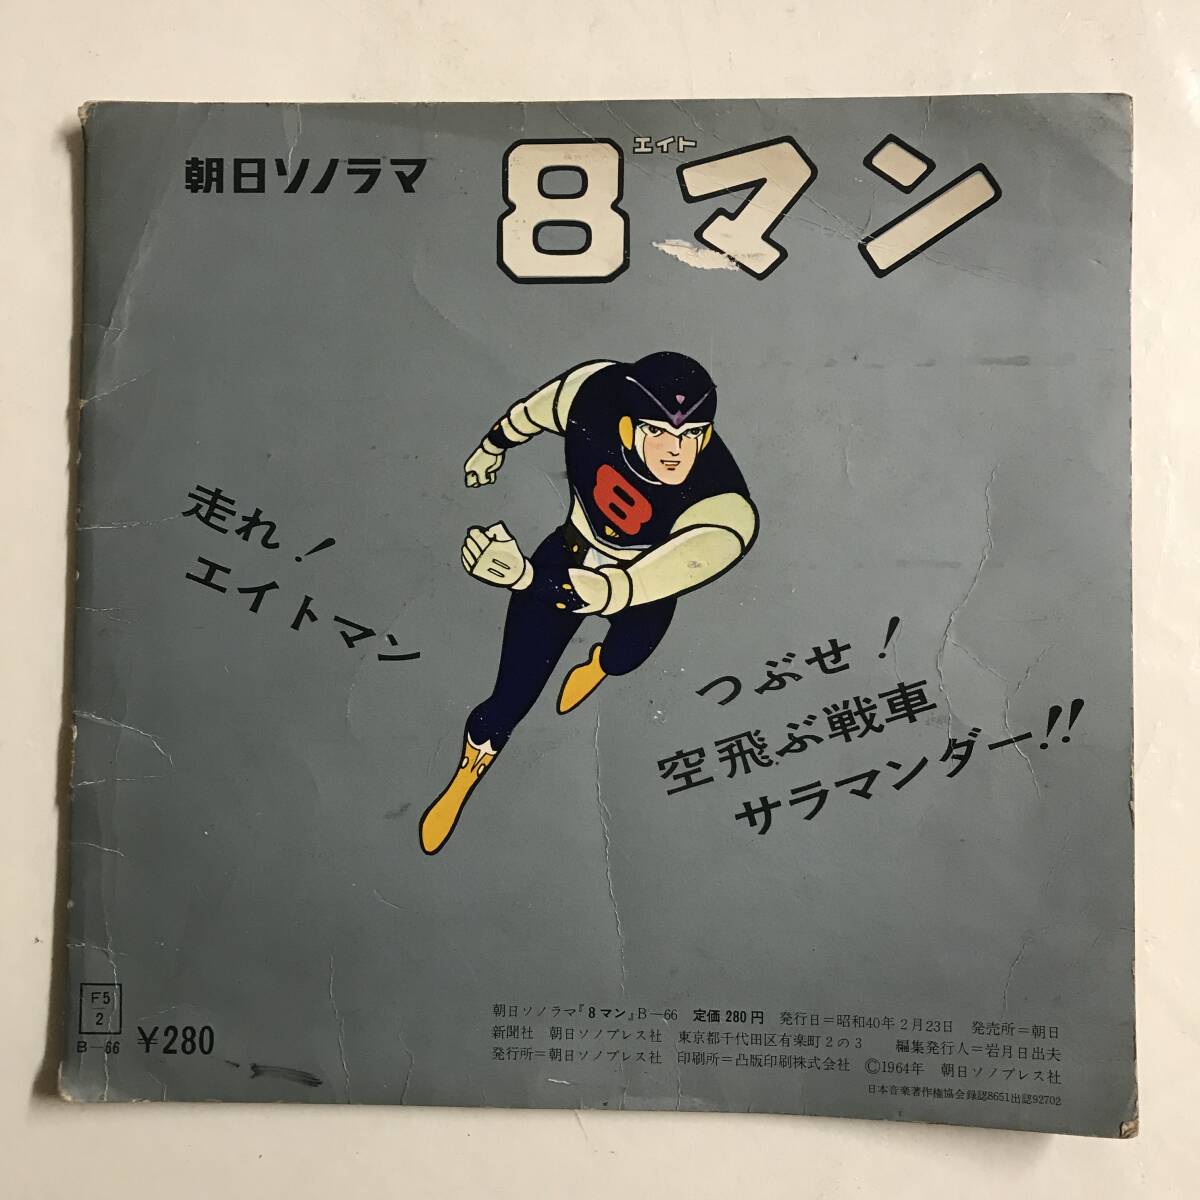 朝日ソノラマ
エイト
8マン
8
走れ!
エイトマン
つぶせ!
空飛ぶ戦車
サラマンダー!!
F5
2
B—66
¥280
朝日ソノラマ『8マン』B—66 定価 280円 発行日=昭和40年2月23日 発売所=朝日
新聞社 朝日ソノプレス社 東京都千代田区有楽町2の3 編集発行人=岩月日出夫
発行所=朝日ソノプレス社 印刷所=凸版印刷株式会社 ©1964年 朝日ソノプレス社
日本音楽著作権協会録認8651出認92702